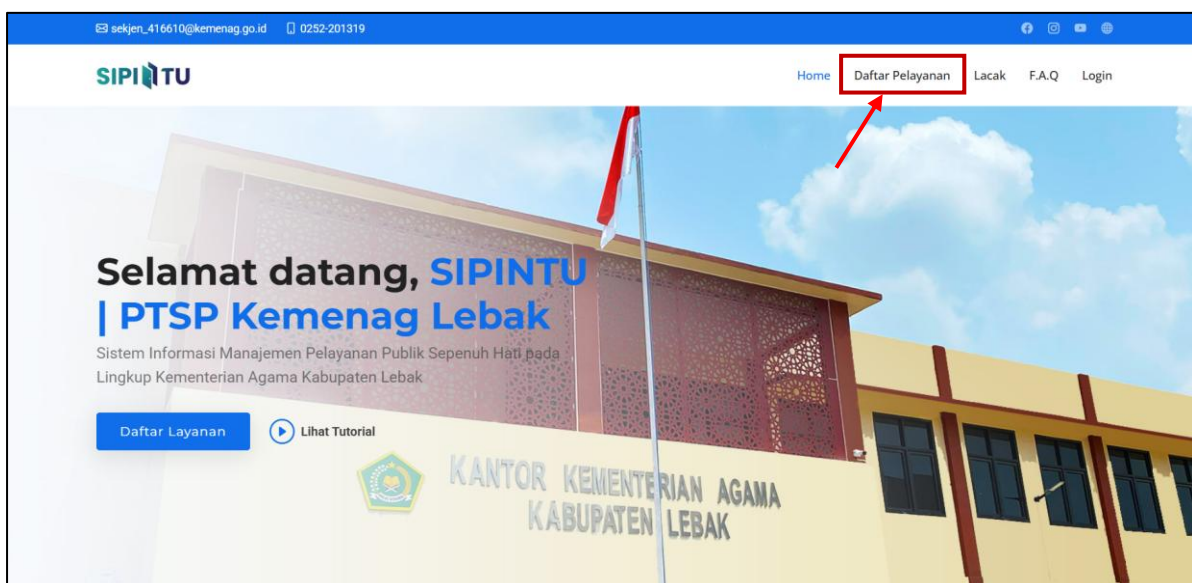 sekjen_416610@kemenag.go.id 0252-201319
SIPINTU
Home Daftar Pelayanan Lacak F.A.Q Login
Selamat datang, SIPINTU
| PTSP Kemenag Lebak
Sistem Informasi Manajemen Pelayanan Publik Sepenuh Hati pada
Lingkup Kementerian Agama Kabupaten Lebak
Daftar Layanan Lihat Tutorial
KANTOR KEMENTERIAN AGAMA
KABUPATEN LEBAK